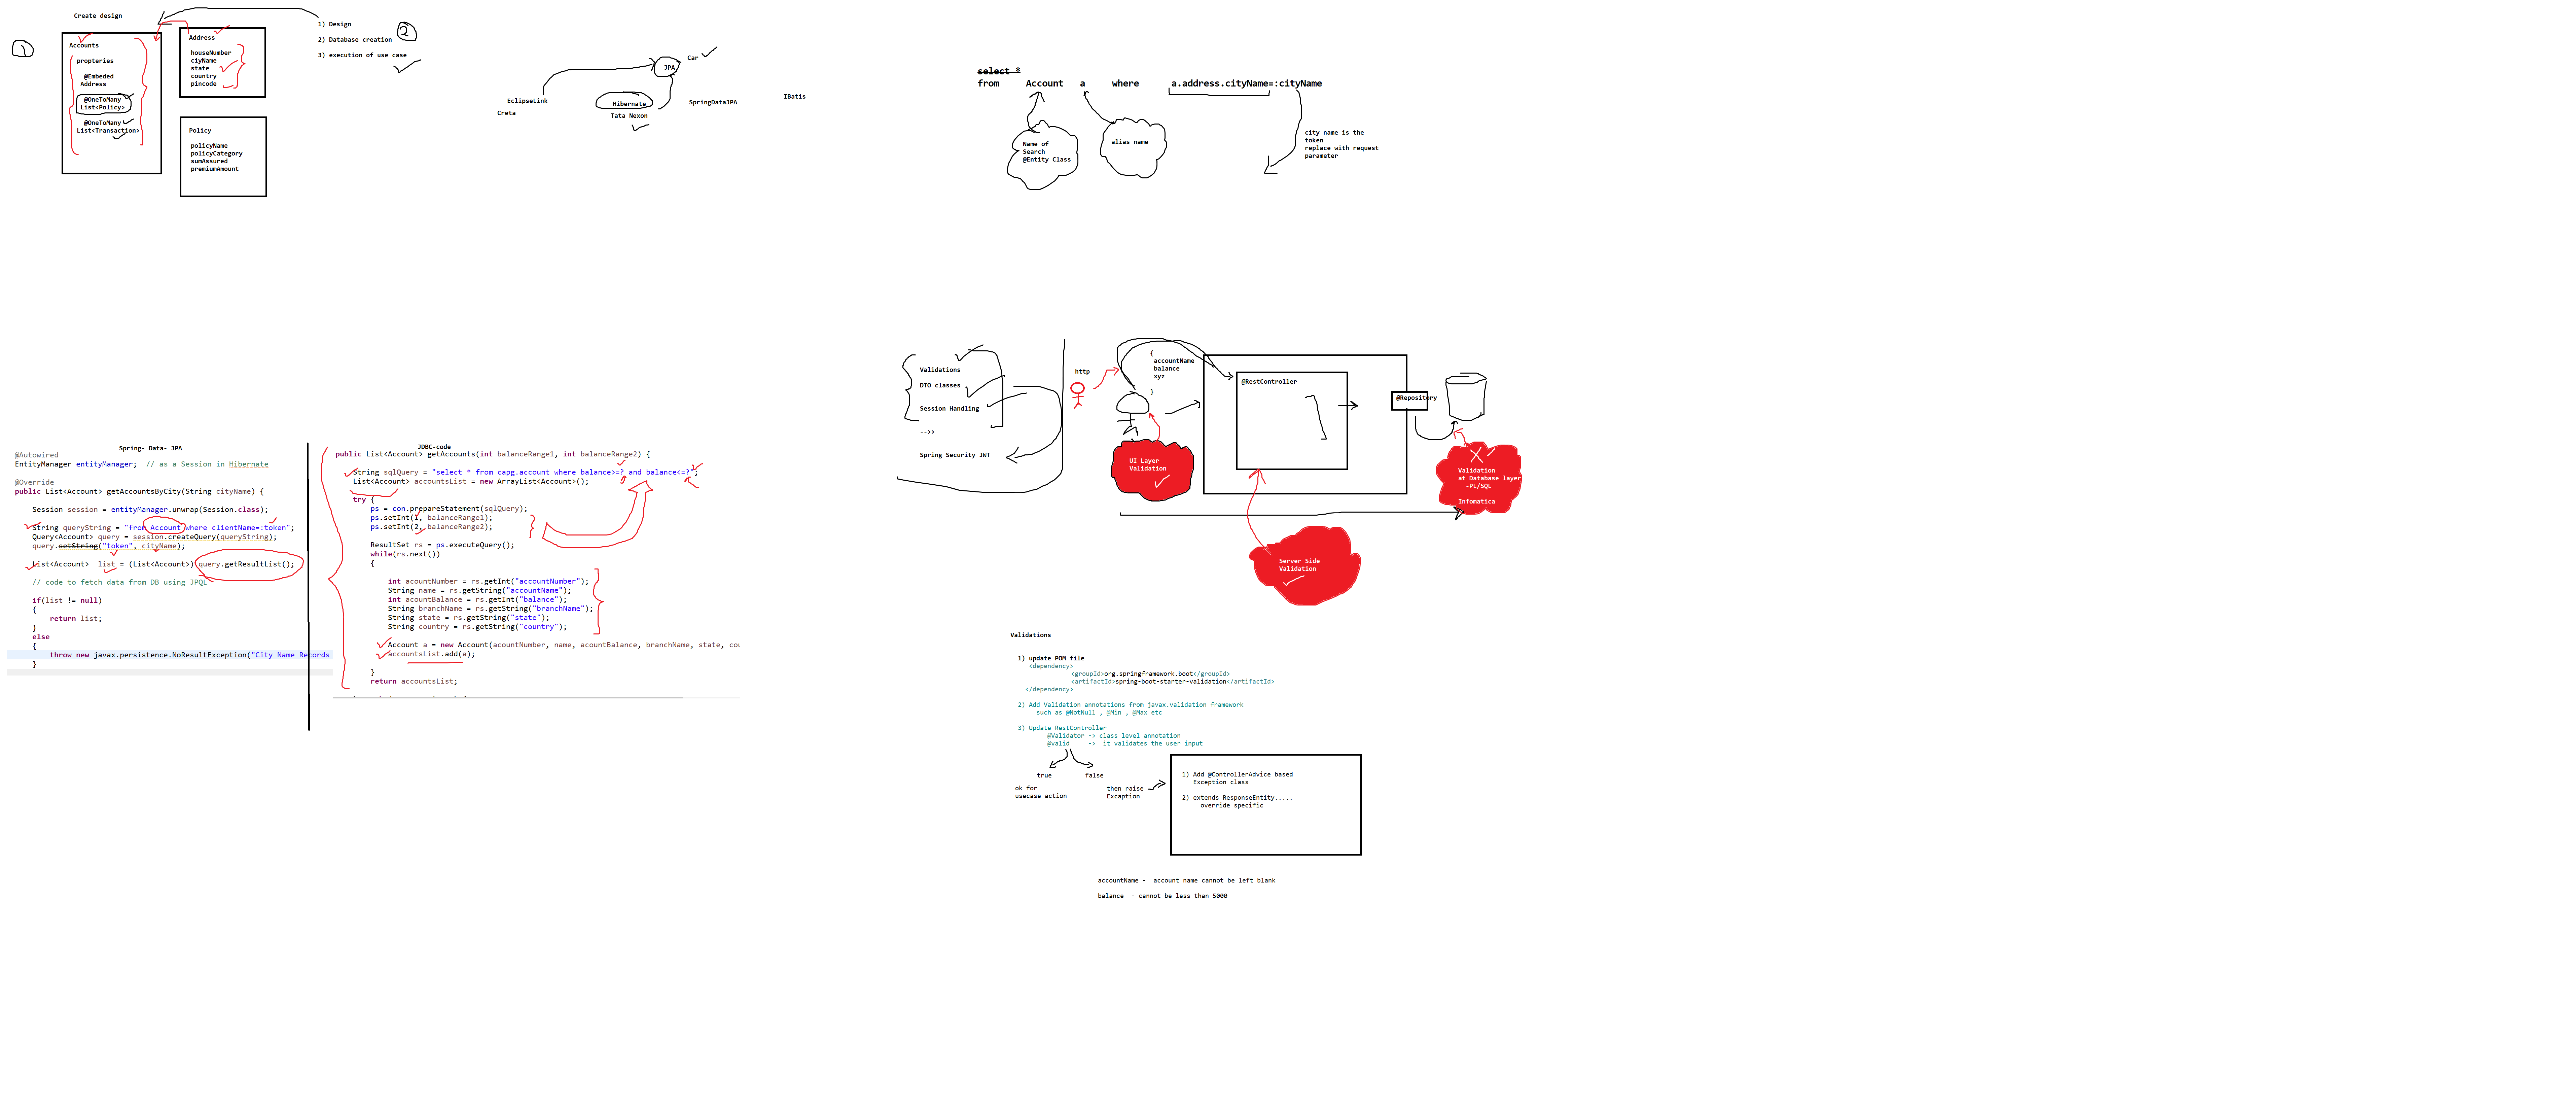 Create design
1
Accounts
propteries
@Embeded
Address
@OneToMany
List<Policy>
@OneToMany
List<Transaction>
Address
houseNumber
ciyName
state
country
pincode
Policy
policyName
policyCategory
sumAssured
premiumAmount
1) Design
2) Database creation
3) execution of use case
2
Car
JPA
EclipseLink
Creta
Hibernate
Tata Nexon
SpringDataJPA
IBatis
select *
from Account a where a.address.cityName=:cityName
Name of
Search
@Entity Class
alias name
city name is the
token
replace with request
parameter
Spring- Data- JPA
@Autowired
EntityManager entityManager; // as a Session in Hibernate
@Override
public List<Account> getAccountsByCity(String cityName) {
Session session = entityManager.unwrap(Session.class);
String queryString = "from Account where clientName=:token";
Query<Account> query = session.createQuery(queryString);
query.setString("token", cityName);
List<Account> list = (List<Account>) query.getResultList();
// code to fetch data from DB using JPQL
if(list != null)
{
return list;
}
else
{
throw new javax.persistence.NoResultException("City Name Records
}
JDBC-code
public List<Account> getAccounts(int balanceRange1, int balanceRange2) {
String sqlQuery = "select * from capg.account where balance>=? and balance<=?";
List<Account> accountsList = new ArrayList<Account>();
try {
ps = con.prepareStatement(sqlQuery);
ps.setInt(1, balanceRange1);
ps.setInt(2, balanceRange2);
ResultSet rs = ps.executeQuery();
while(rs.next())
{
int acountNumber = rs.getInt("accountNumber");
String name = rs.getString("accountName");
int acountBalance = rs.getInt("balance");
String branchName = rs.getString("branchName");
String state = rs.getString("state");
String country = rs.getString("country");
Account a = new Account(acountNumber, name, acountBalance, branchName, state, cou
accountsList.add(a);
}
return accountsList;
Validations
DTO classes
Session Handling
-->>
Spring Security JWT
http
{
accountName
balance
xyz
}
@RestController
@Repository
UI Layer
Validation
Validation
at Database layer
-PL/SQL
Infomatica
Server Side
Validation
Validations
1) update POM file
<dependency>
<groupId>org.springframework.boot</groupId>
<artifactId>spring-boot-starter-validation</artifactId>
</dependency>
2) Add Validation annotations from javax.validation framework
such as @NotNull , @Min , @Max etc
3) Update RestController
@Validator -> class level annotation
@valid -> it validates the user input
true false
ok for
usecase action
then raise
Exception
1) Add @ControllerAdvice based
Exception class
2) extends ResponseEntity.....
override specific
accountName - account name cannot be left blank
balance - cannot be less than 5000